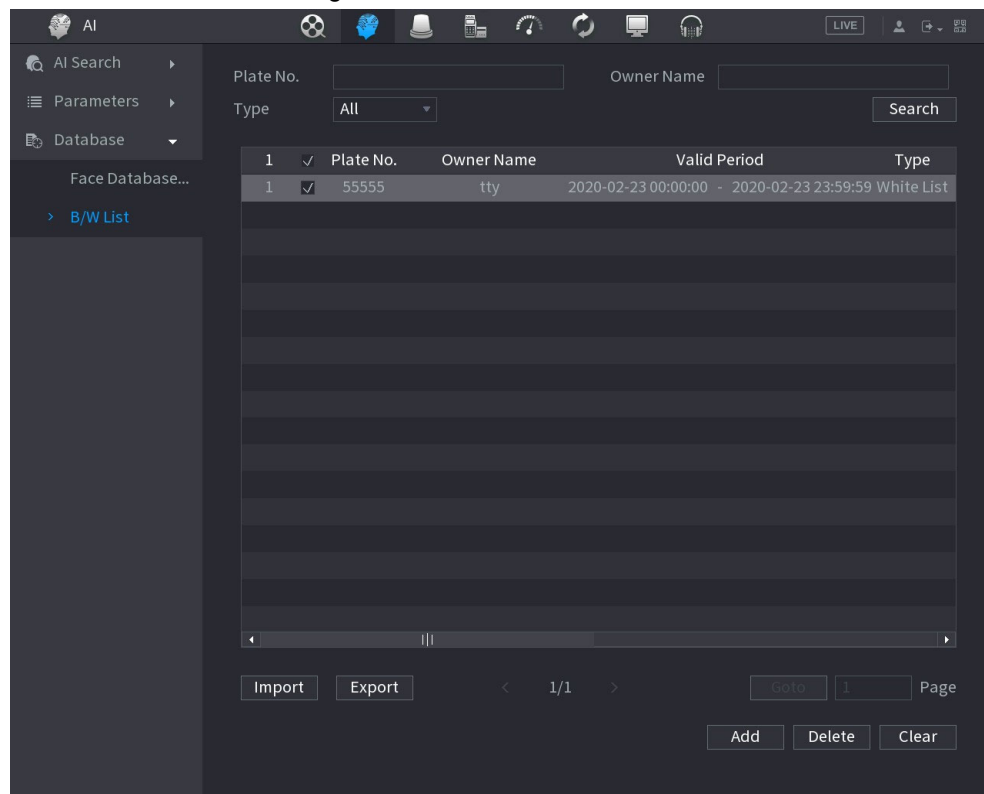 AI LIVE
AI Search
Parameters
Database
Face Database...
> B/W List
Plate No. Owner Name
Type All Search
1 Plate No. Owner Name Valid Period Type
1 55555 tty 2020-02-23 00:00:00 - 2020-02-23 23:59:59 White List
Import Export < 1/1 > Goto 1 Page
Add Delete Clear